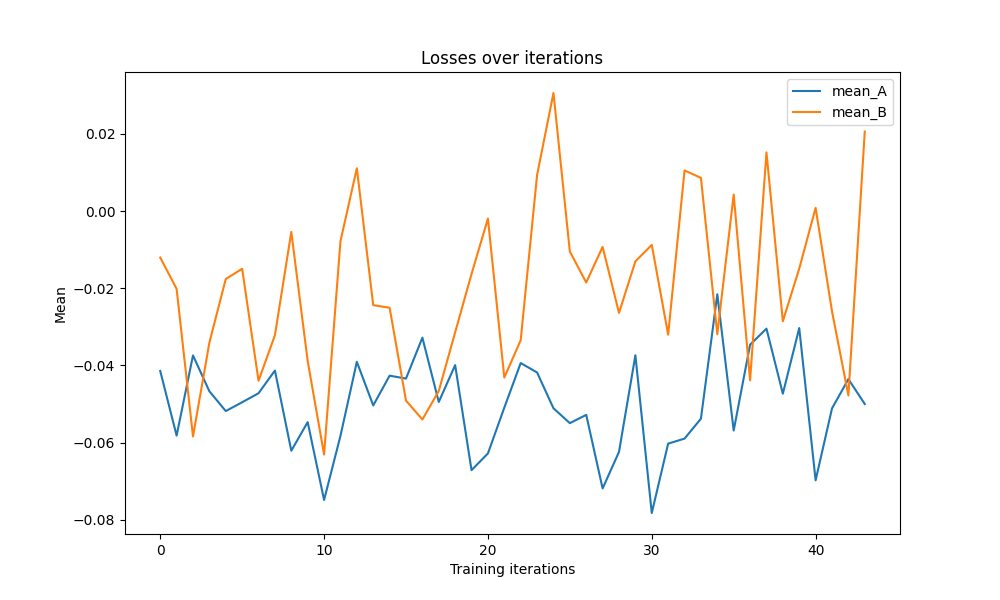 Losses over iterations
mean_A
mean_B
Mean
0.02
0.00
−0.02
−0.04
−0.06
−0.08
0
10
20
30
40
Training iterations